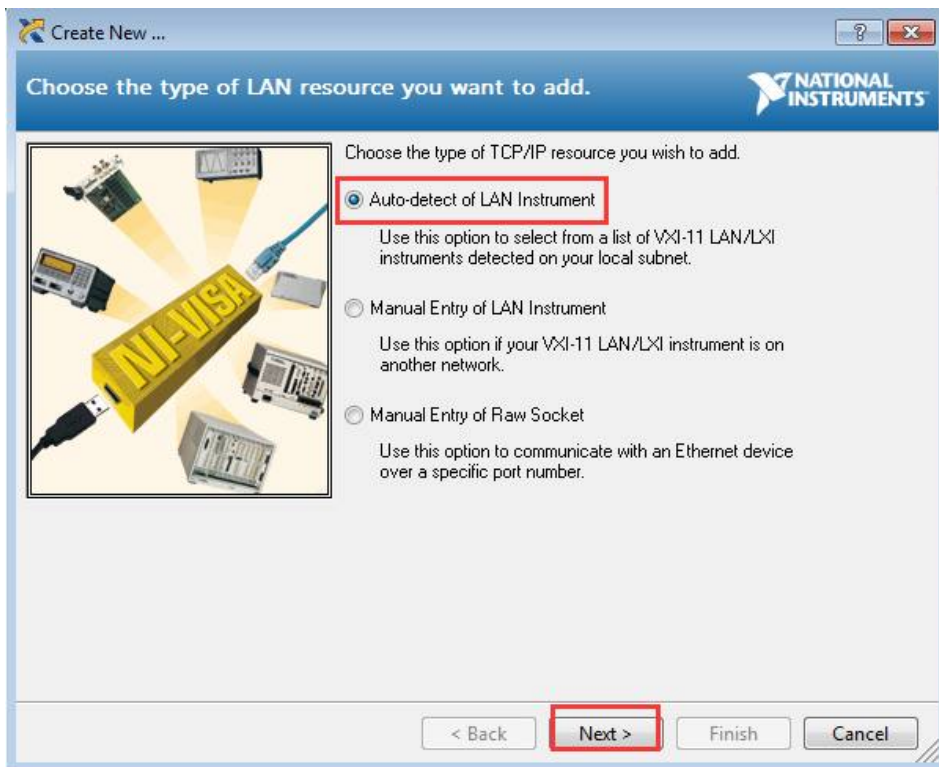 Create New ...
Choose the type of LAN resource you want to add.
NATIONAL
INSTRUMENTS
Choose the type of TCP/IP resource you wish to add.
Auto-detect of LAN Instrument
Use this option to select from a list of VXI-11 LAN/LXI
instruments detected on your local subnet.
Manual Entry of LAN Instrument
Use this option if your VXI-11 LAN/LXI instrument is on
another network.
Manual Entry of Raw Socket
Use this option to communicate with an Ethernet device
over a specific port number.
NI-VISA
< Back
Next >
Finish
Cancel